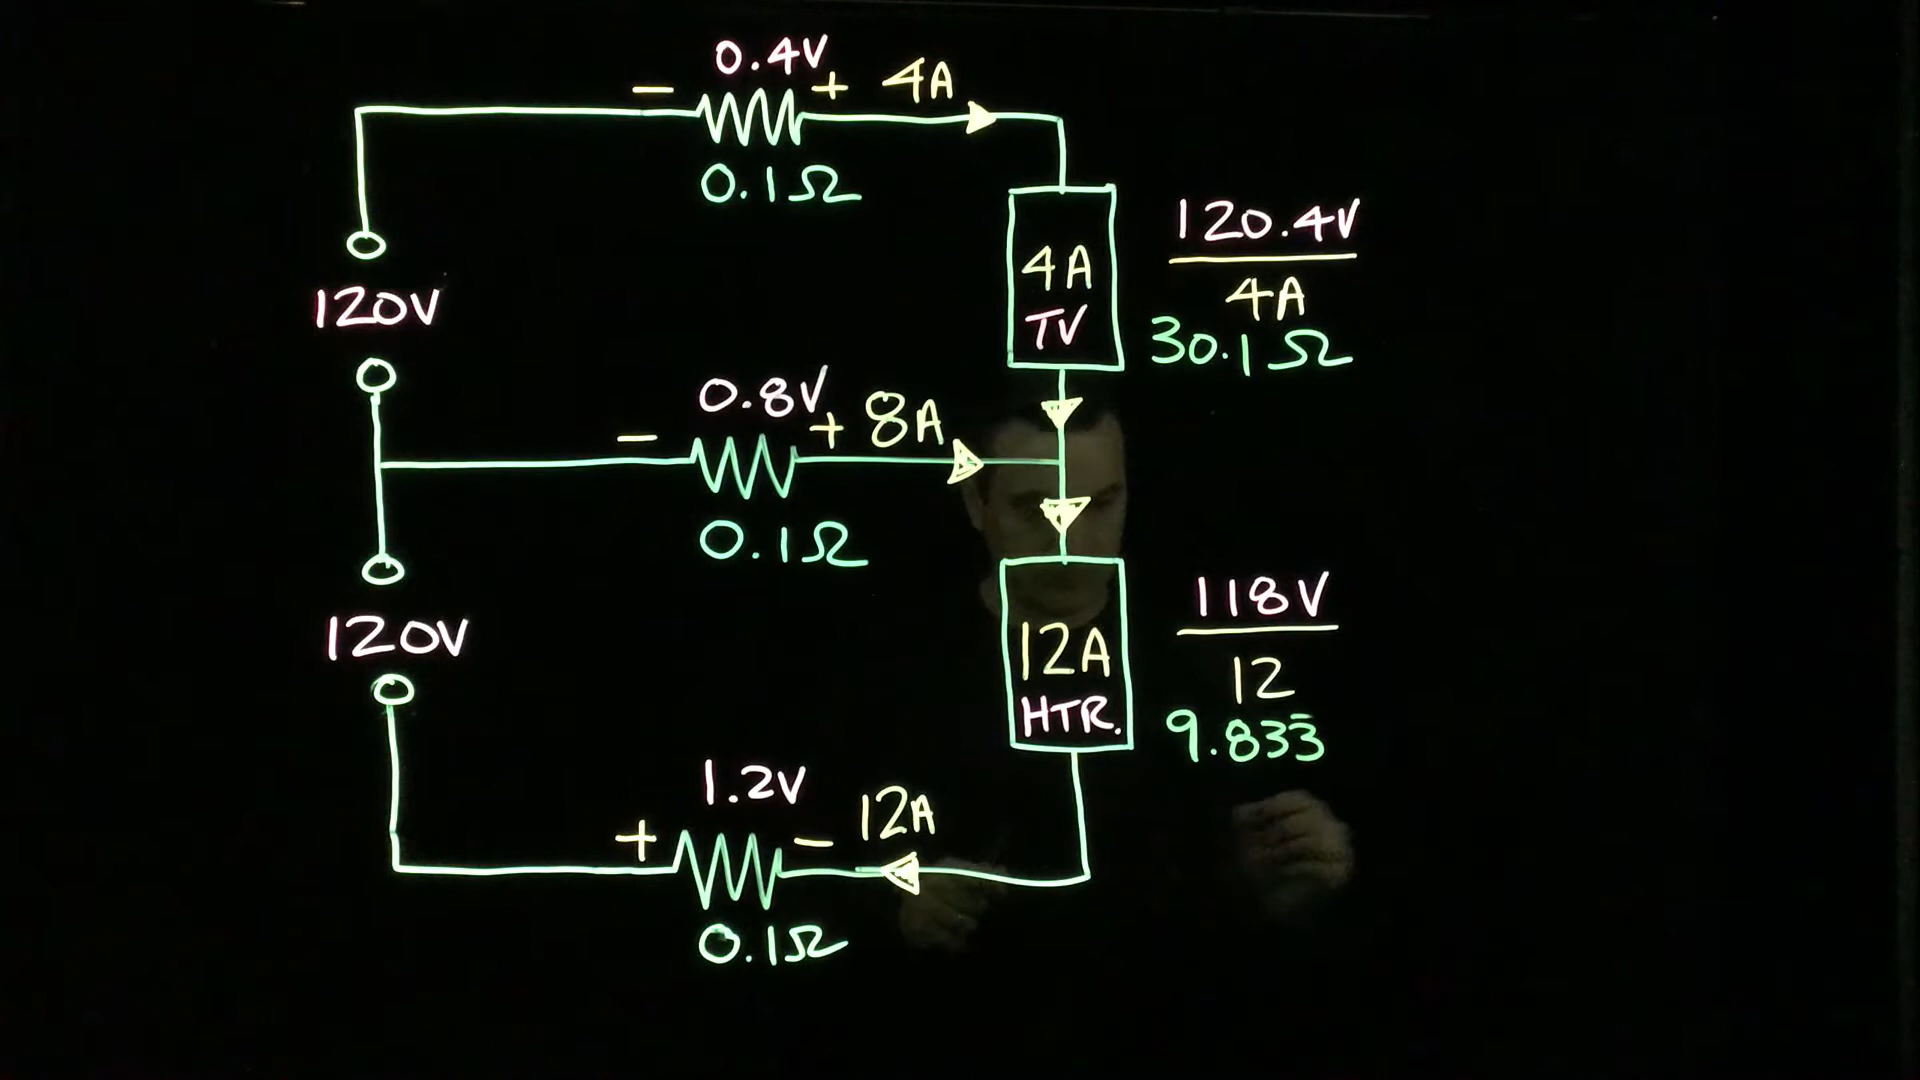 0.4V
− + 4A
0.1Ω
120V
4A
TV
120.4V
4A
30.1Ω
0.8V
− + 8A
0.1Ω
120V
12A
HTR.
118V
12
9.833̅
1.2V
+ − 12A
0.1Ω